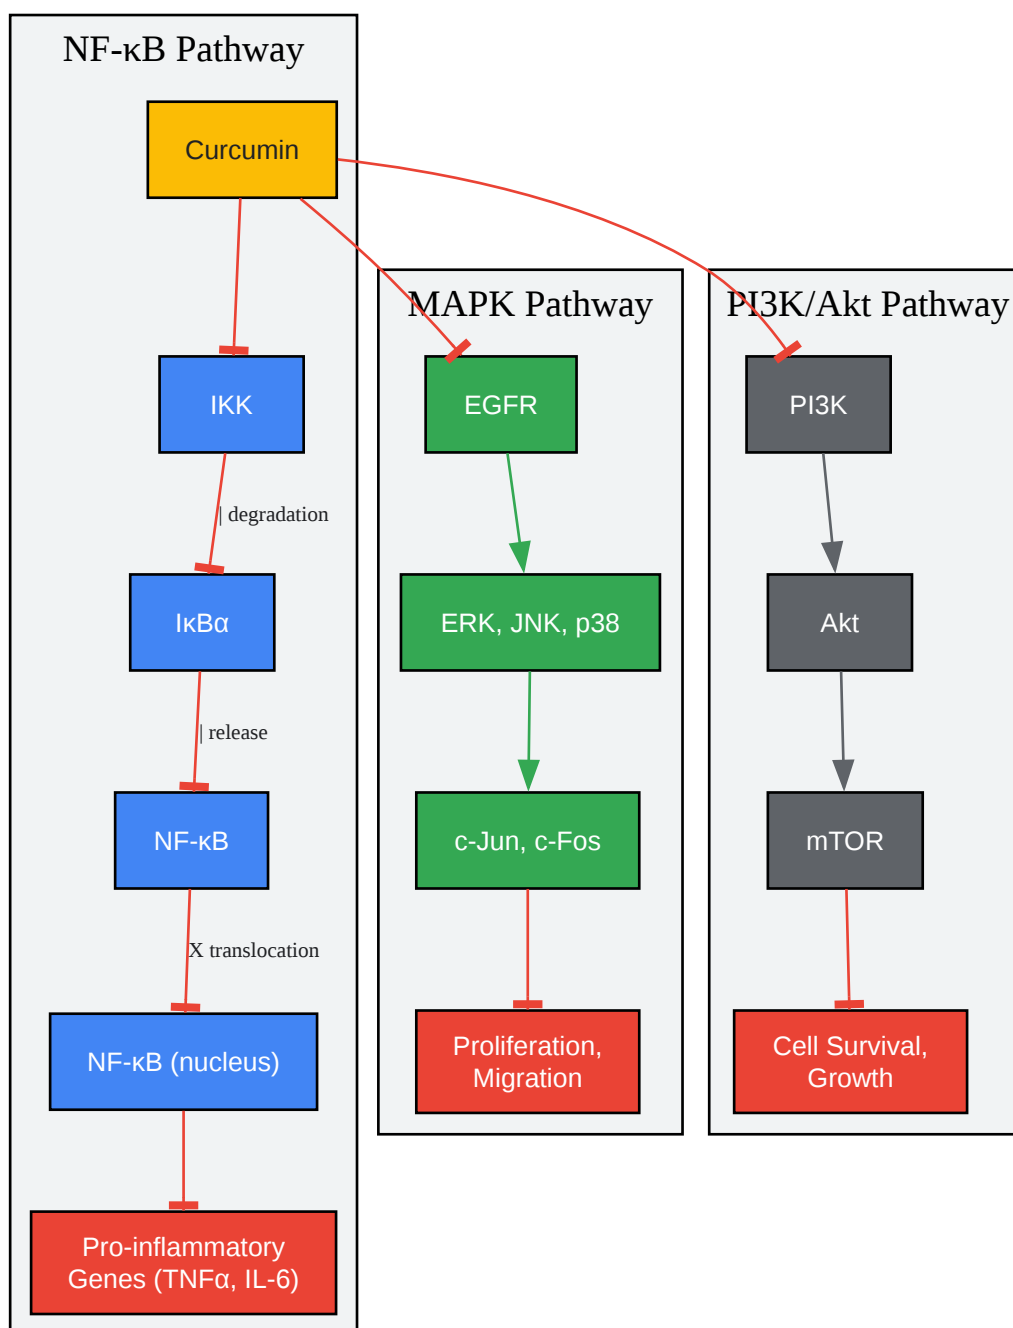 NF-κB Pathway
Curcumin
MAPK Pathway
PI3K/Akt Pathway
IKK
EGFR
PI3K
| degradation
IκBα
ERK, JNK, p38
Akt
| release
NF-κB
c-Jun, c-Fos
mTOR
X translocation
NF-κB (nucleus)
Proliferation,
Migration
Cell Survival,
Growth
Pro-inflammatory
Genes (TNFα, IL-6)